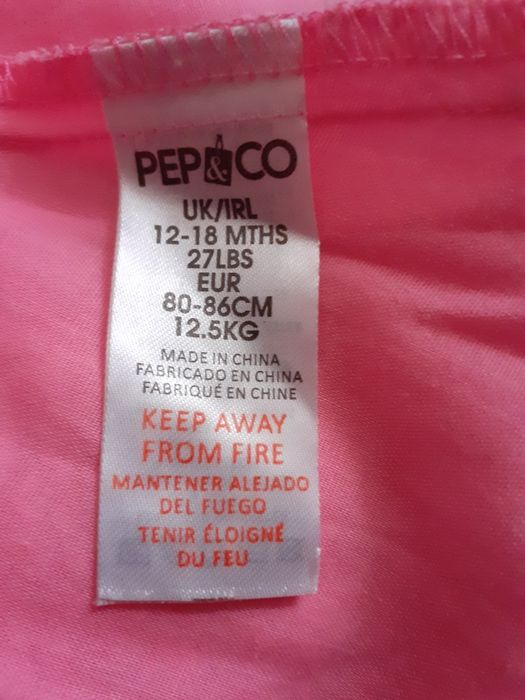 PEP&CO
UK/IRL
12-18 MTHS
27LBS
EUR
80-86CM
12.5KG
MADE IN CHINA
FABRICADO EN CHINA
FABRIQUÉ EN CHINE
KEEP AWAY
FROM FIRE
MANTENER ALEJADO
DEL FUEGO
TENIR ÉLOIGNÉ
DU FEU